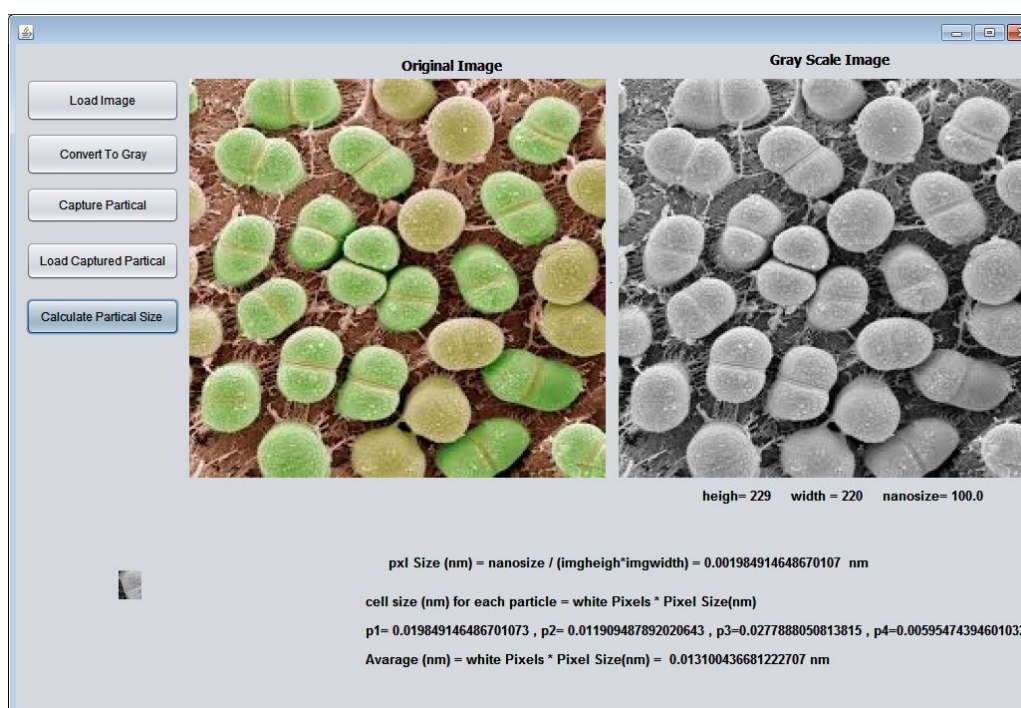 Original Image
Gray Scale Image
Load Image
Convert To Gray
Capture Partical
Load Captured Partical
Calculate Partical Size
heigh= 229 width = 220 nanosize= 100.0
pxl Size (nm) = nanosize / (imgheigh*imgwidth) = 0.001984914648670107 nm
cell size (nm) for each particle = white Pixels * Pixel Size(nm)
p1= 0.019849146486701073 , p2= 0.011909487892020643 , p3=0.0277888050813815 , p4=0.0059547439460103
Avarage (nm) = white Pixels * Pixel Size(nm) = 0.013100436681222707 nm